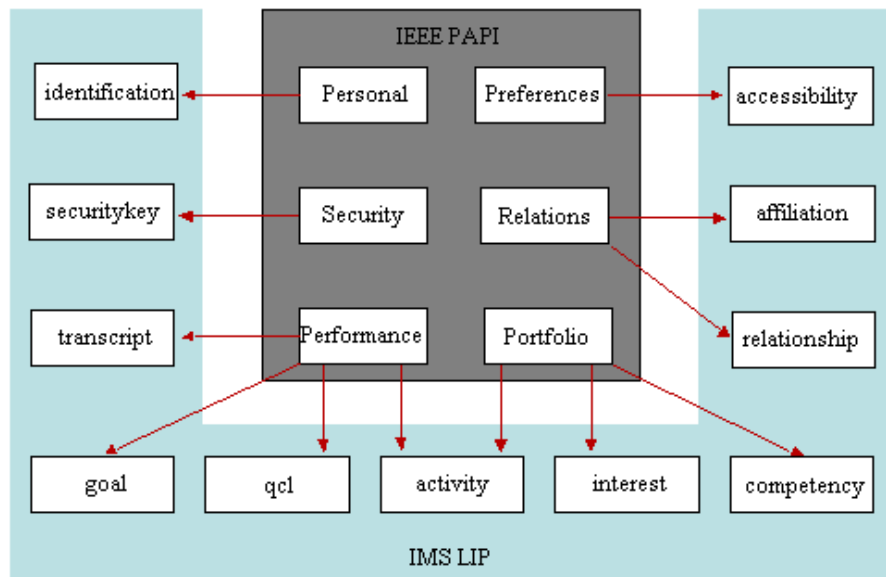 IEEE PAPI
identification
Personal
Preferences
accessibility
securitykey
Security
Relations
affiliation
transcript
Performance
Portfolio
relationship
goal
qcl
activity
interest
competency
IMS LIP